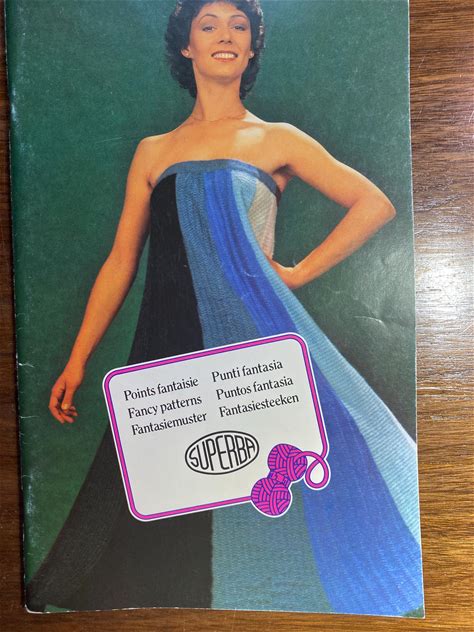 Points fantaisie
Fancy patterns
Fantasiemuster
Punti fantasia
Puntos fantasia
Fantasiesteeken
SUPERBA